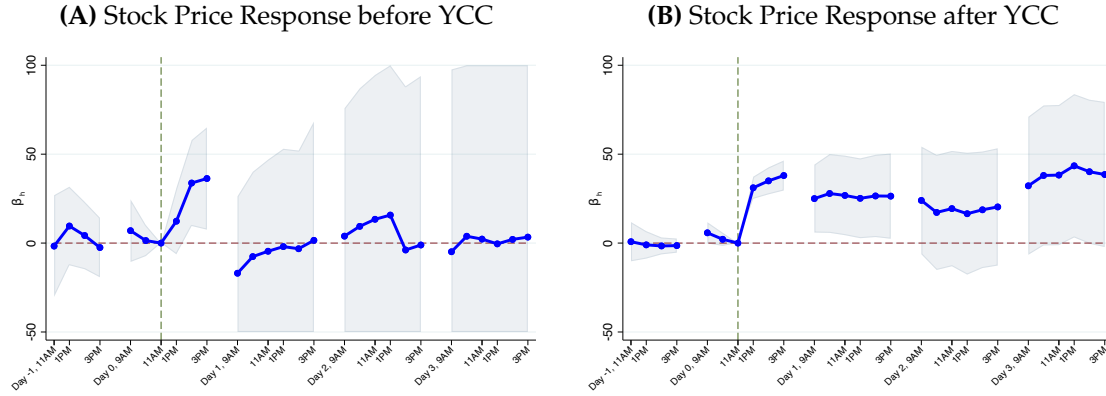 (A) Stock Price Response before YCC
100
50
0
-50
βh
Day -1, 11AM
1PM
3PM
Day 0, 9AM
11AM
1PM
3PM
Day 1, 9AM
11AM
1PM
3PM
Day 2, 9AM
11AM
1PM
3PM
Day 3, 9AM
11AM
1PM
3PM
(B) Stock Price Response after YCC
100
50
0
-50
βh
Day -1, 11AM
1PM
3PM
Day 0, 9AM
11AM
1PM
3PM
Day 1, 9AM
11AM
1PM
3PM
Day 2, 9AM
11AM
1PM
3PM
Day 3, 9AM
11AM
1PM
3PM